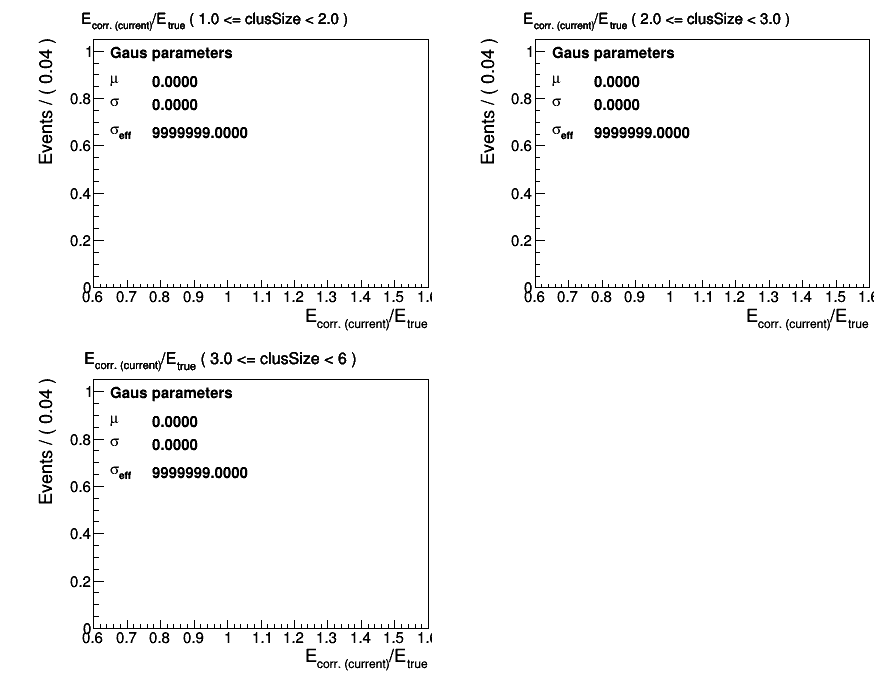 E_corr. (current)/E_true ( 1.0 <= clusSize < 2.0 )
Events / ( 0.04 )
Gaus parameters
μ 0.0000
σ 0.0000
σ_eff 9999999.0000
1
0.8
0.6
0.4
0.2
0
0.6 0.7 0.8 0.9 1 1.1 1.2 1.3 1.4 1.5 1.6
E_corr. (current)/E_true
E_corr. (current)/E_true ( 2.0 <= clusSize < 3.0 )
Events / ( 0.04 )
Gaus parameters
μ 0.0000
σ 0.0000
σ_eff 9999999.0000
1
0.8
0.6
0.4
0.2
0
0.6 0.7 0.8 0.9 1 1.1 1.2 1.3 1.4 1.5 1.6
E_corr. (current)/E_true
E_corr. (current)/E_true ( 3.0 <= clusSize < 6 )
Events / ( 0.04 )
Gaus parameters
μ 0.0000
σ 0.0000
σ_eff 9999999.0000
1
0.8
0.6
0.4
0.2
0
0.6 0.7 0.8 0.9 1 1.1 1.2 1.3 1.4 1.5 1.6
E_corr. (current)/E_true